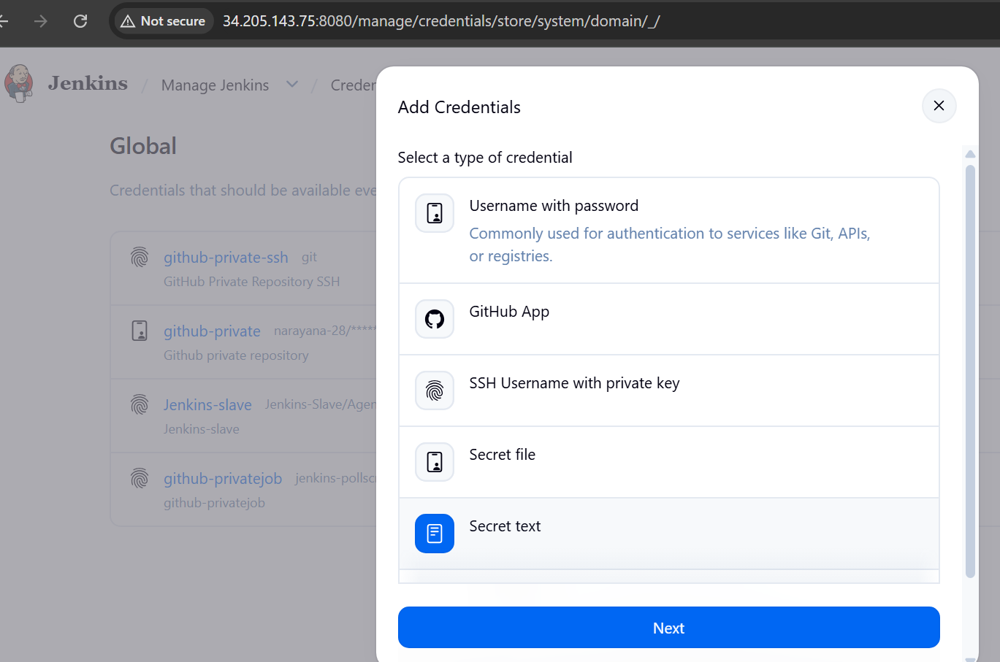 Not secure 34.205.143.75:8080/manage/credentials/store/system/domain/_/
Jenkins / Manage Jenkins / Creden
Global
Credentials that should be available eve
github-private-ssh git
GitHub Private Repository SSH
github-private narayana-28/*****
Github private repository
Jenkins-slave Jenkins-Slave/Agen
Jenkins-slave
github-privatejob jenkins-pollsc
github-privatejob
Add Credentials
Select a type of credential
Username with password
Commonly used for authentication to services like Git, APIs,
or registries.
GitHub App
SSH Username with private key
Secret file
Secret text
Next